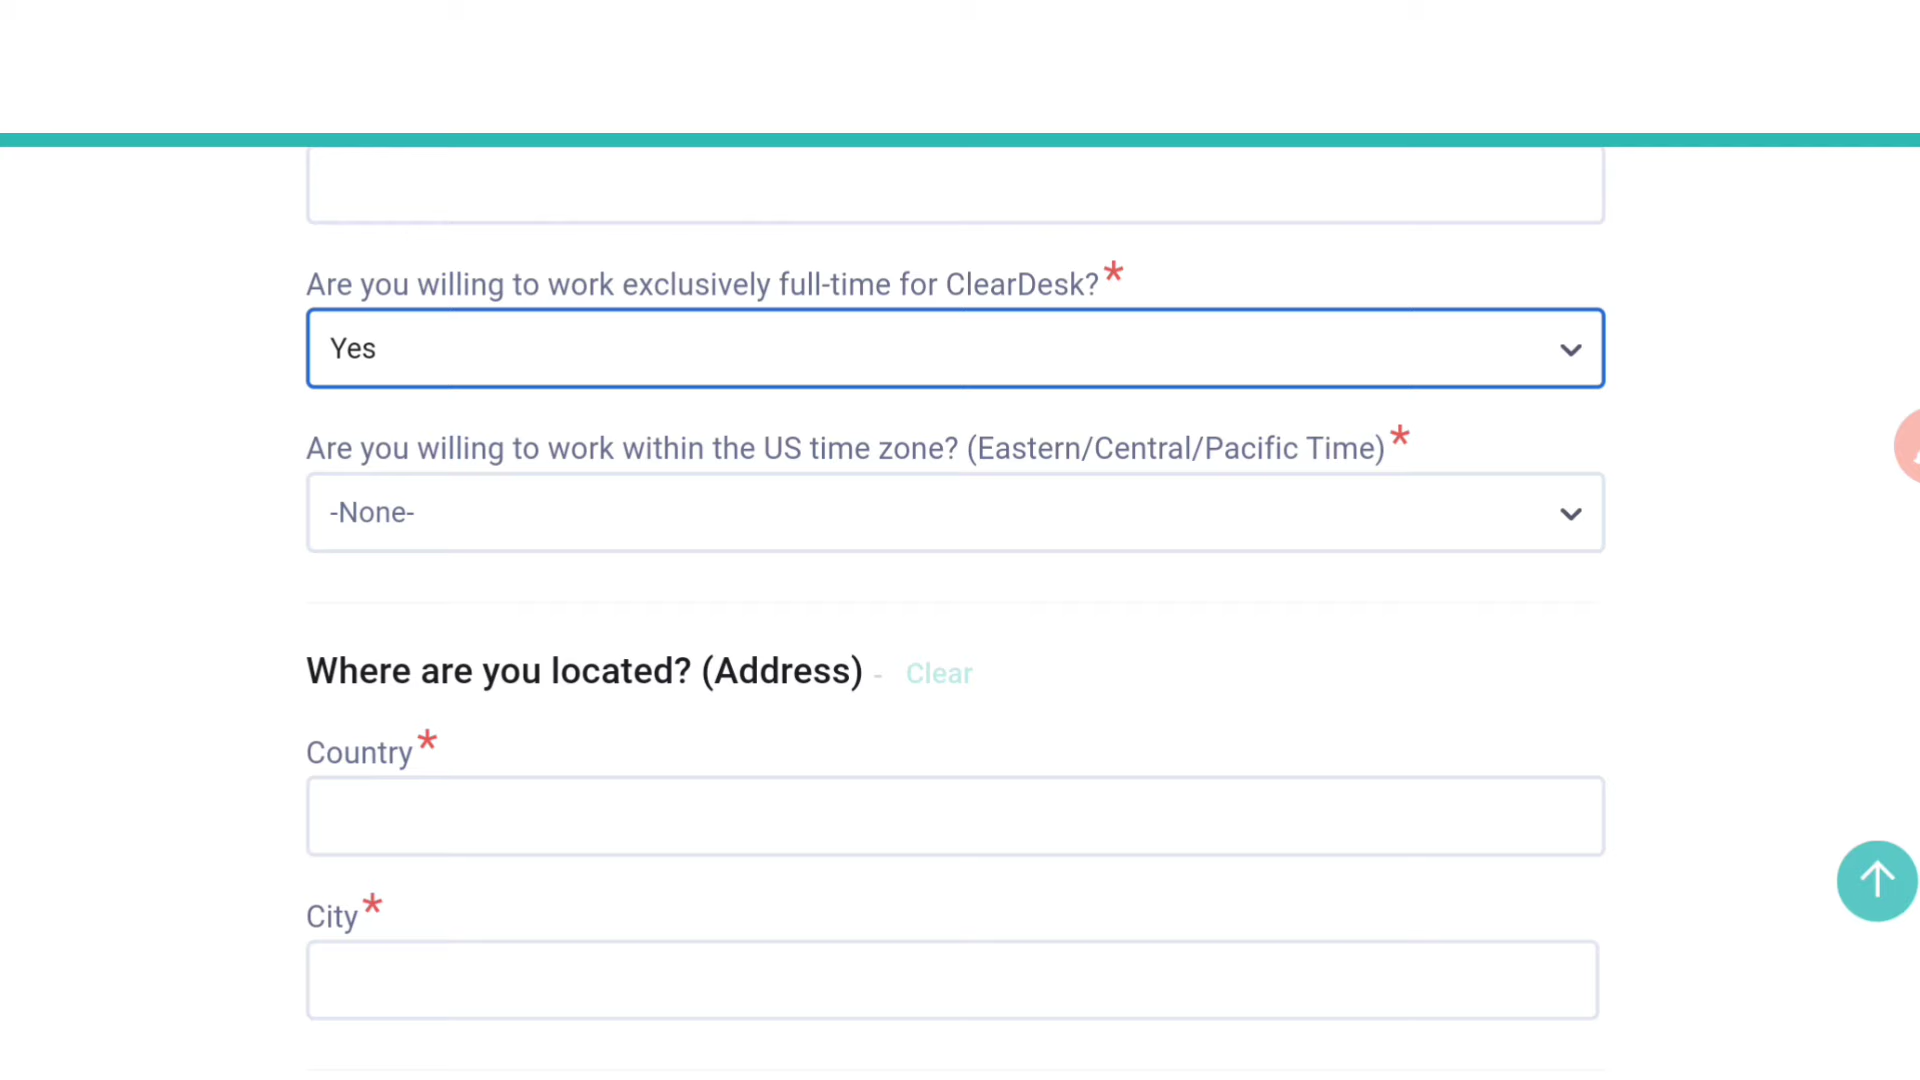 Are you willing to work exclusively full-time for ClearDesk?*
Yes
Are you willing to work within the US time zone? (Eastern/Central/Pacific Time)*
-None-
Where are you located? (Address) - Clear
Country*
City*